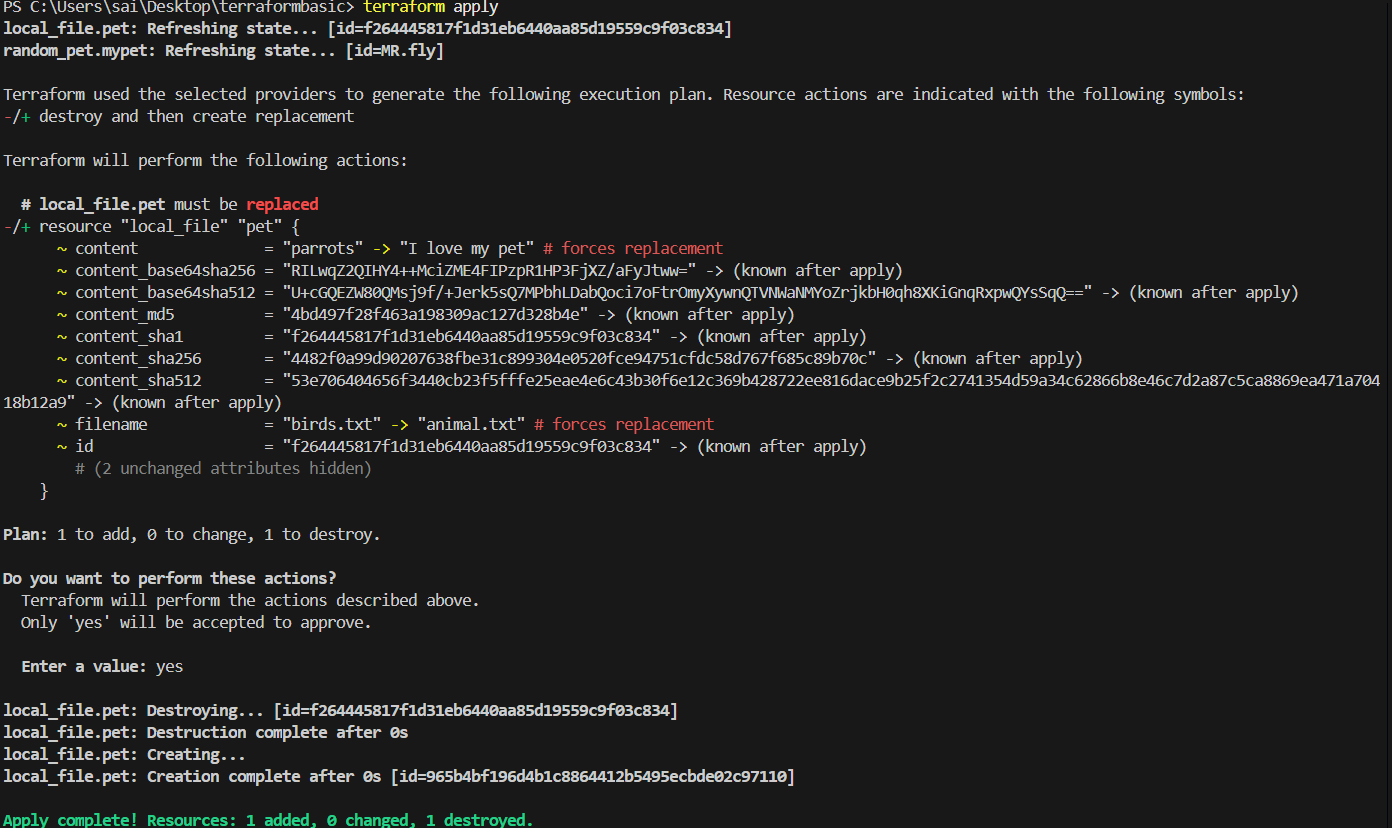 PS C:\Users\sai\Desktop\terraformbasic> terraform apply
local_file.pet: Refreshing state... [id=f264445817f1d31eb6440aa85d19559c9f03c834]
random_pet.mypet: Refreshing state... [id=MR.fly]
Terraform used the selected providers to generate the following execution plan. Resource actions are indicated with the following symbols:
-/+ destroy and then create replacement
Terraform will perform the following actions:
# local_file.pet must be replaced
-/+ resource "local_file" "pet" {
~ content = "parrots" -> "I love my pet" # forces replacement
~ content_base64sha256 = "RILwqZ2QIHY4++MciZME4FIPzpR1HP3FjXZ/aFyJtww=" -> (known after apply)
~ content_base64sha512 = "U+cGQEZW80QMsj9f/+Jerk5sQ7MPbhLDabQoci7oFtrOmyXywnQTVNWaNMYoZrjkbH0qh8XKiGnqRxpwQYsSqQ==" -> (known after apply)
~ content_md5 = "4bd497f28f463a198309ac127d328b4e" -> (known after apply)
~ content_sha1 = "f264445817f1d31eb6440aa85d19559c9f03c834" -> (known after apply)
~ content_sha256 = "4482f0a99d90207638fbe31c899304e0520fce94751cfdc58d767f685c89b70c" -> (known after apply)
~ content_sha512 = "53e706404656f3440cb23f5fffe25eae4e6c43b30f6e12c369b428722ee816dace9b25f2c2741354d59a34c62866b8e46c7d2a87c5ca8869ea471a704
18b12a9" -> (known after apply)
~ filename = "birds.txt" -> "animal.txt" # forces replacement
~ id = "f264445817f1d31eb6440aa85d19559c9f03c834" -> (known after apply)
# (2 unchanged attributes hidden)
}
Plan: 1 to add, 0 to change, 1 to destroy.
Do you want to perform these actions?
Terraform will perform the actions described above.
Only 'yes' will be accepted to approve.
Enter a value: yes
local_file.pet: Destroying... [id=f264445817f1d31eb6440aa85d19559c9f03c834]
local_file.pet: Destruction complete after 0s
local_file.pet: Creating...
local_file.pet: Creation complete after 0s [id=965b4bf196d4b1c8864412b5495ecbde02c97110]
Apply complete! Resources: 1 added, 0 changed, 1 destroyed.